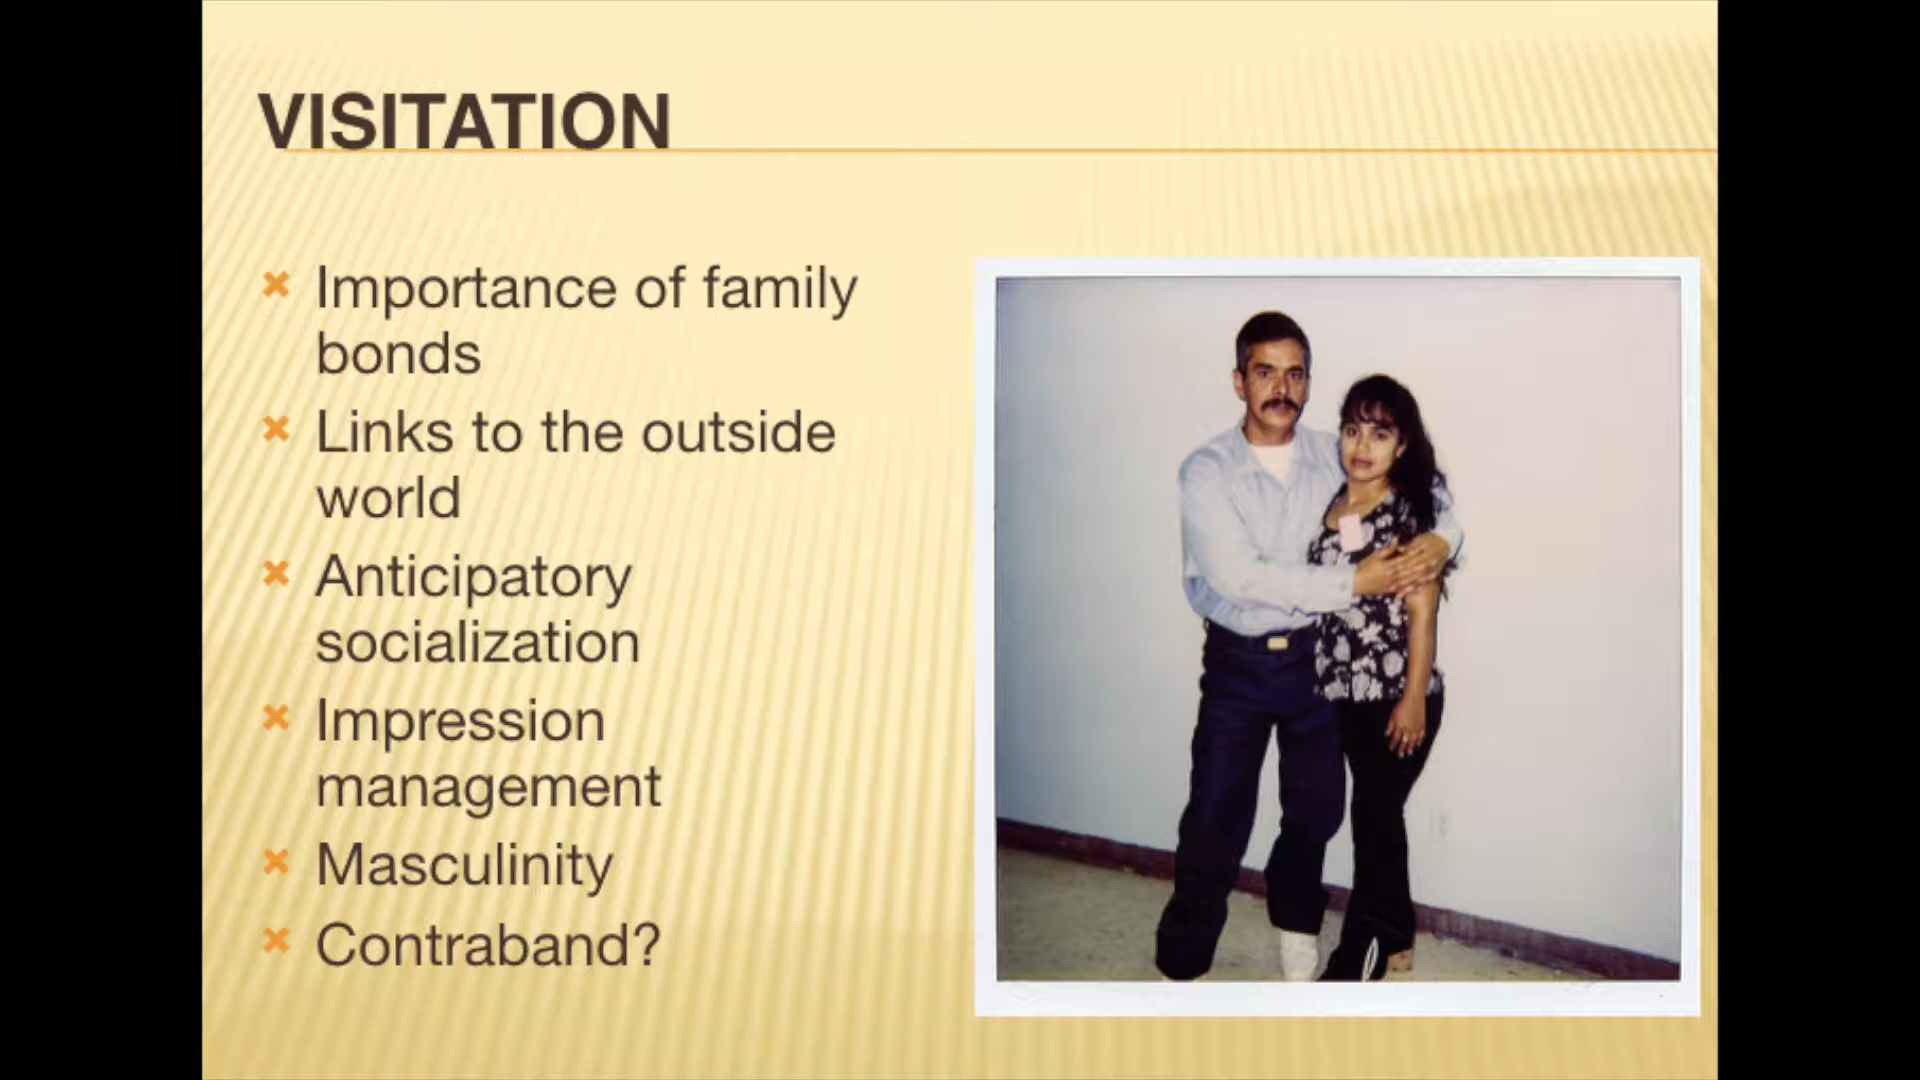 VISITATION
Importance of family
bonds
Links to the outside
world
Anticipatory
socialization
Impression
management
Masculinity
Contraband?